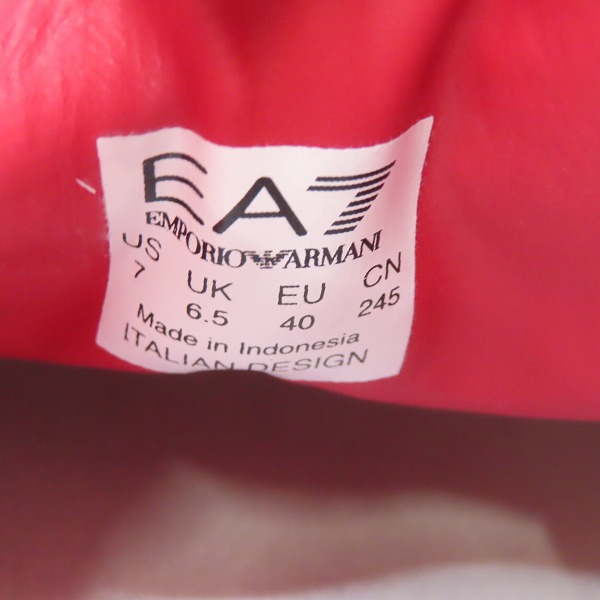 EA7
EMPORIO ARMANI
US UK EU CN
7 6.5 40 245
Made in Indonesia
ITALIAN DESIGN